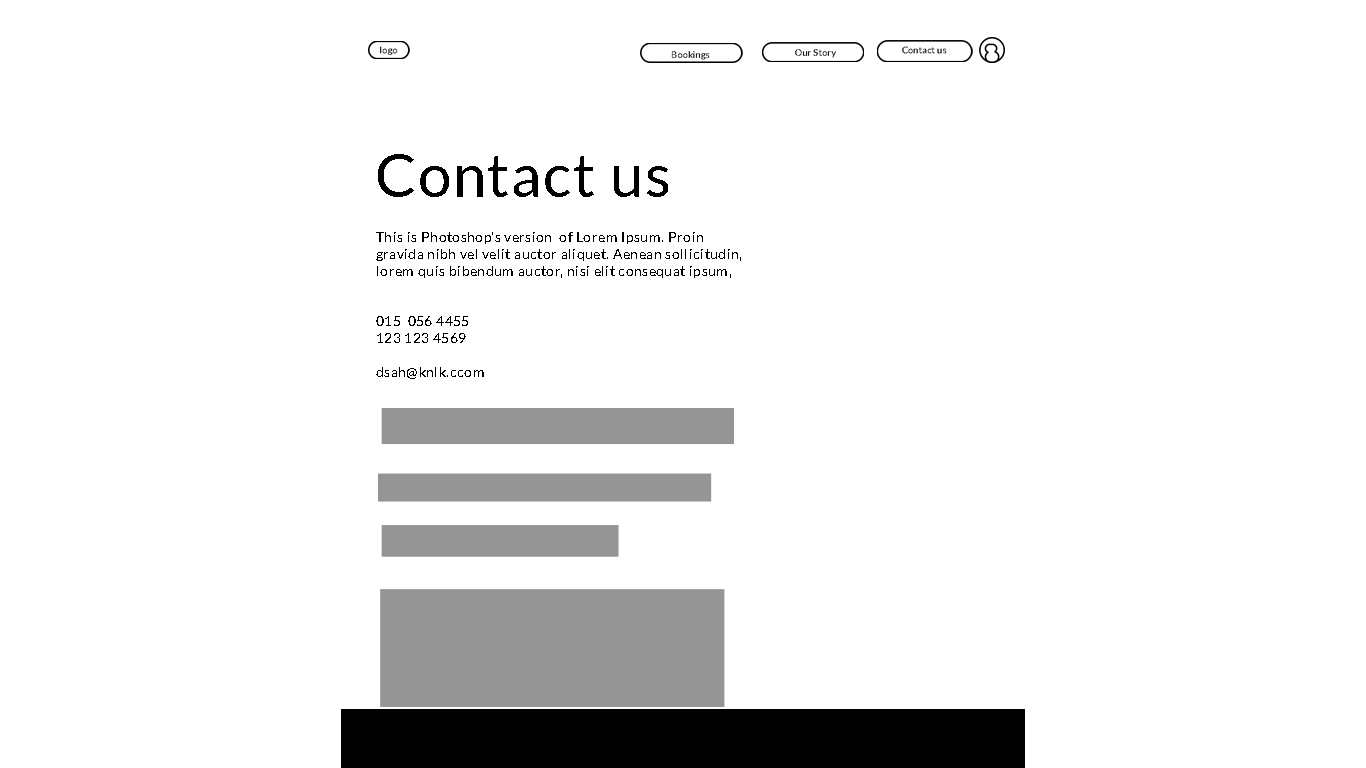 logo
Bookings
Our Story
Contact us
Contact us
This is Photoshop's version  of Lorem Ipsum. Proin
gravida nibh vel velit auctor aliquet. Aenean sollicitudin,
lorem quis bibendum auctor, nisi elit consequat ipsum,
015  056 4455
123 123 4569
dsah@knlk.ccom